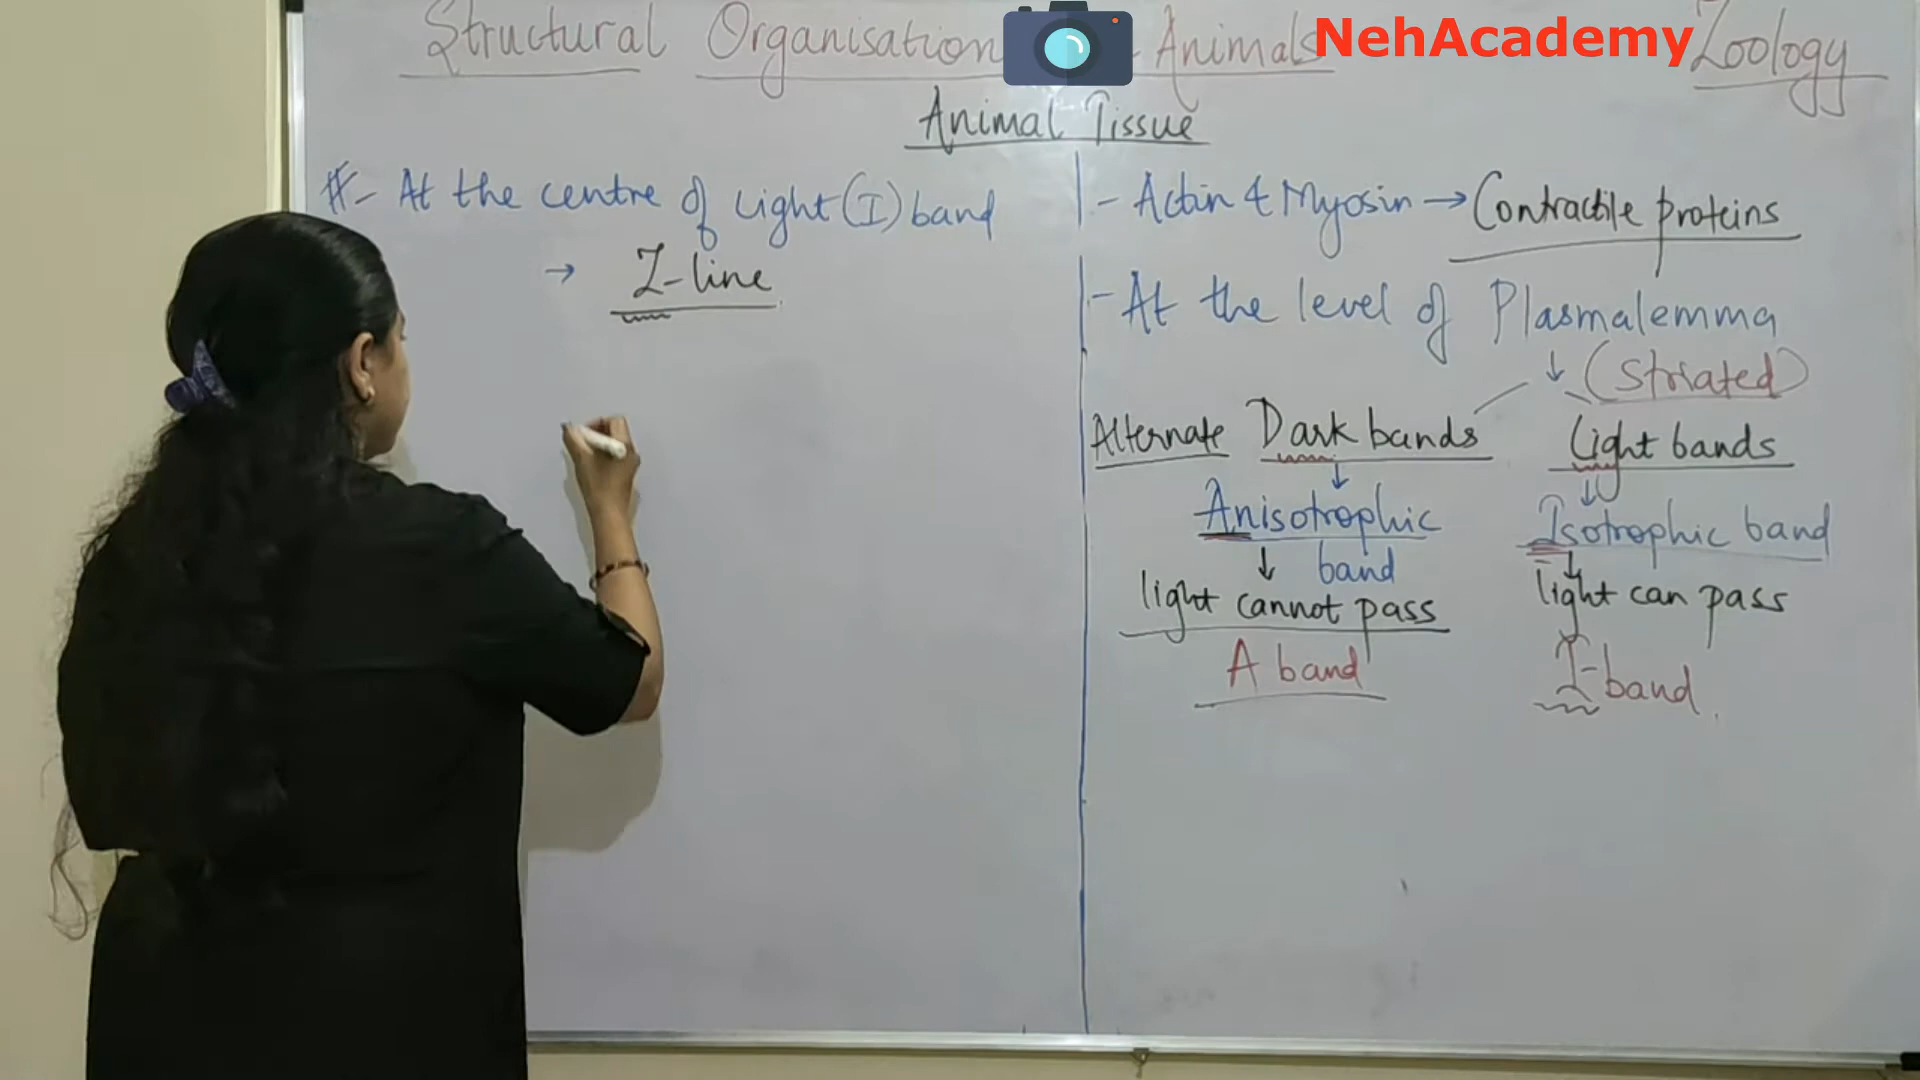 Structural Organisation Animals
NehAcademy
Zoology
Animal Tissue
#- At the centre of Light (I) band
→ Z-line
- Actin & Myosin → Contractile proteins
- At the level of Plasmalemma
↓ (Striated)
Alternate Dark bands Light bands
↓ ↓
Anisotrophic Isotrophic band
↓ band ↓
light cannot pass light can pass
A band I-band.